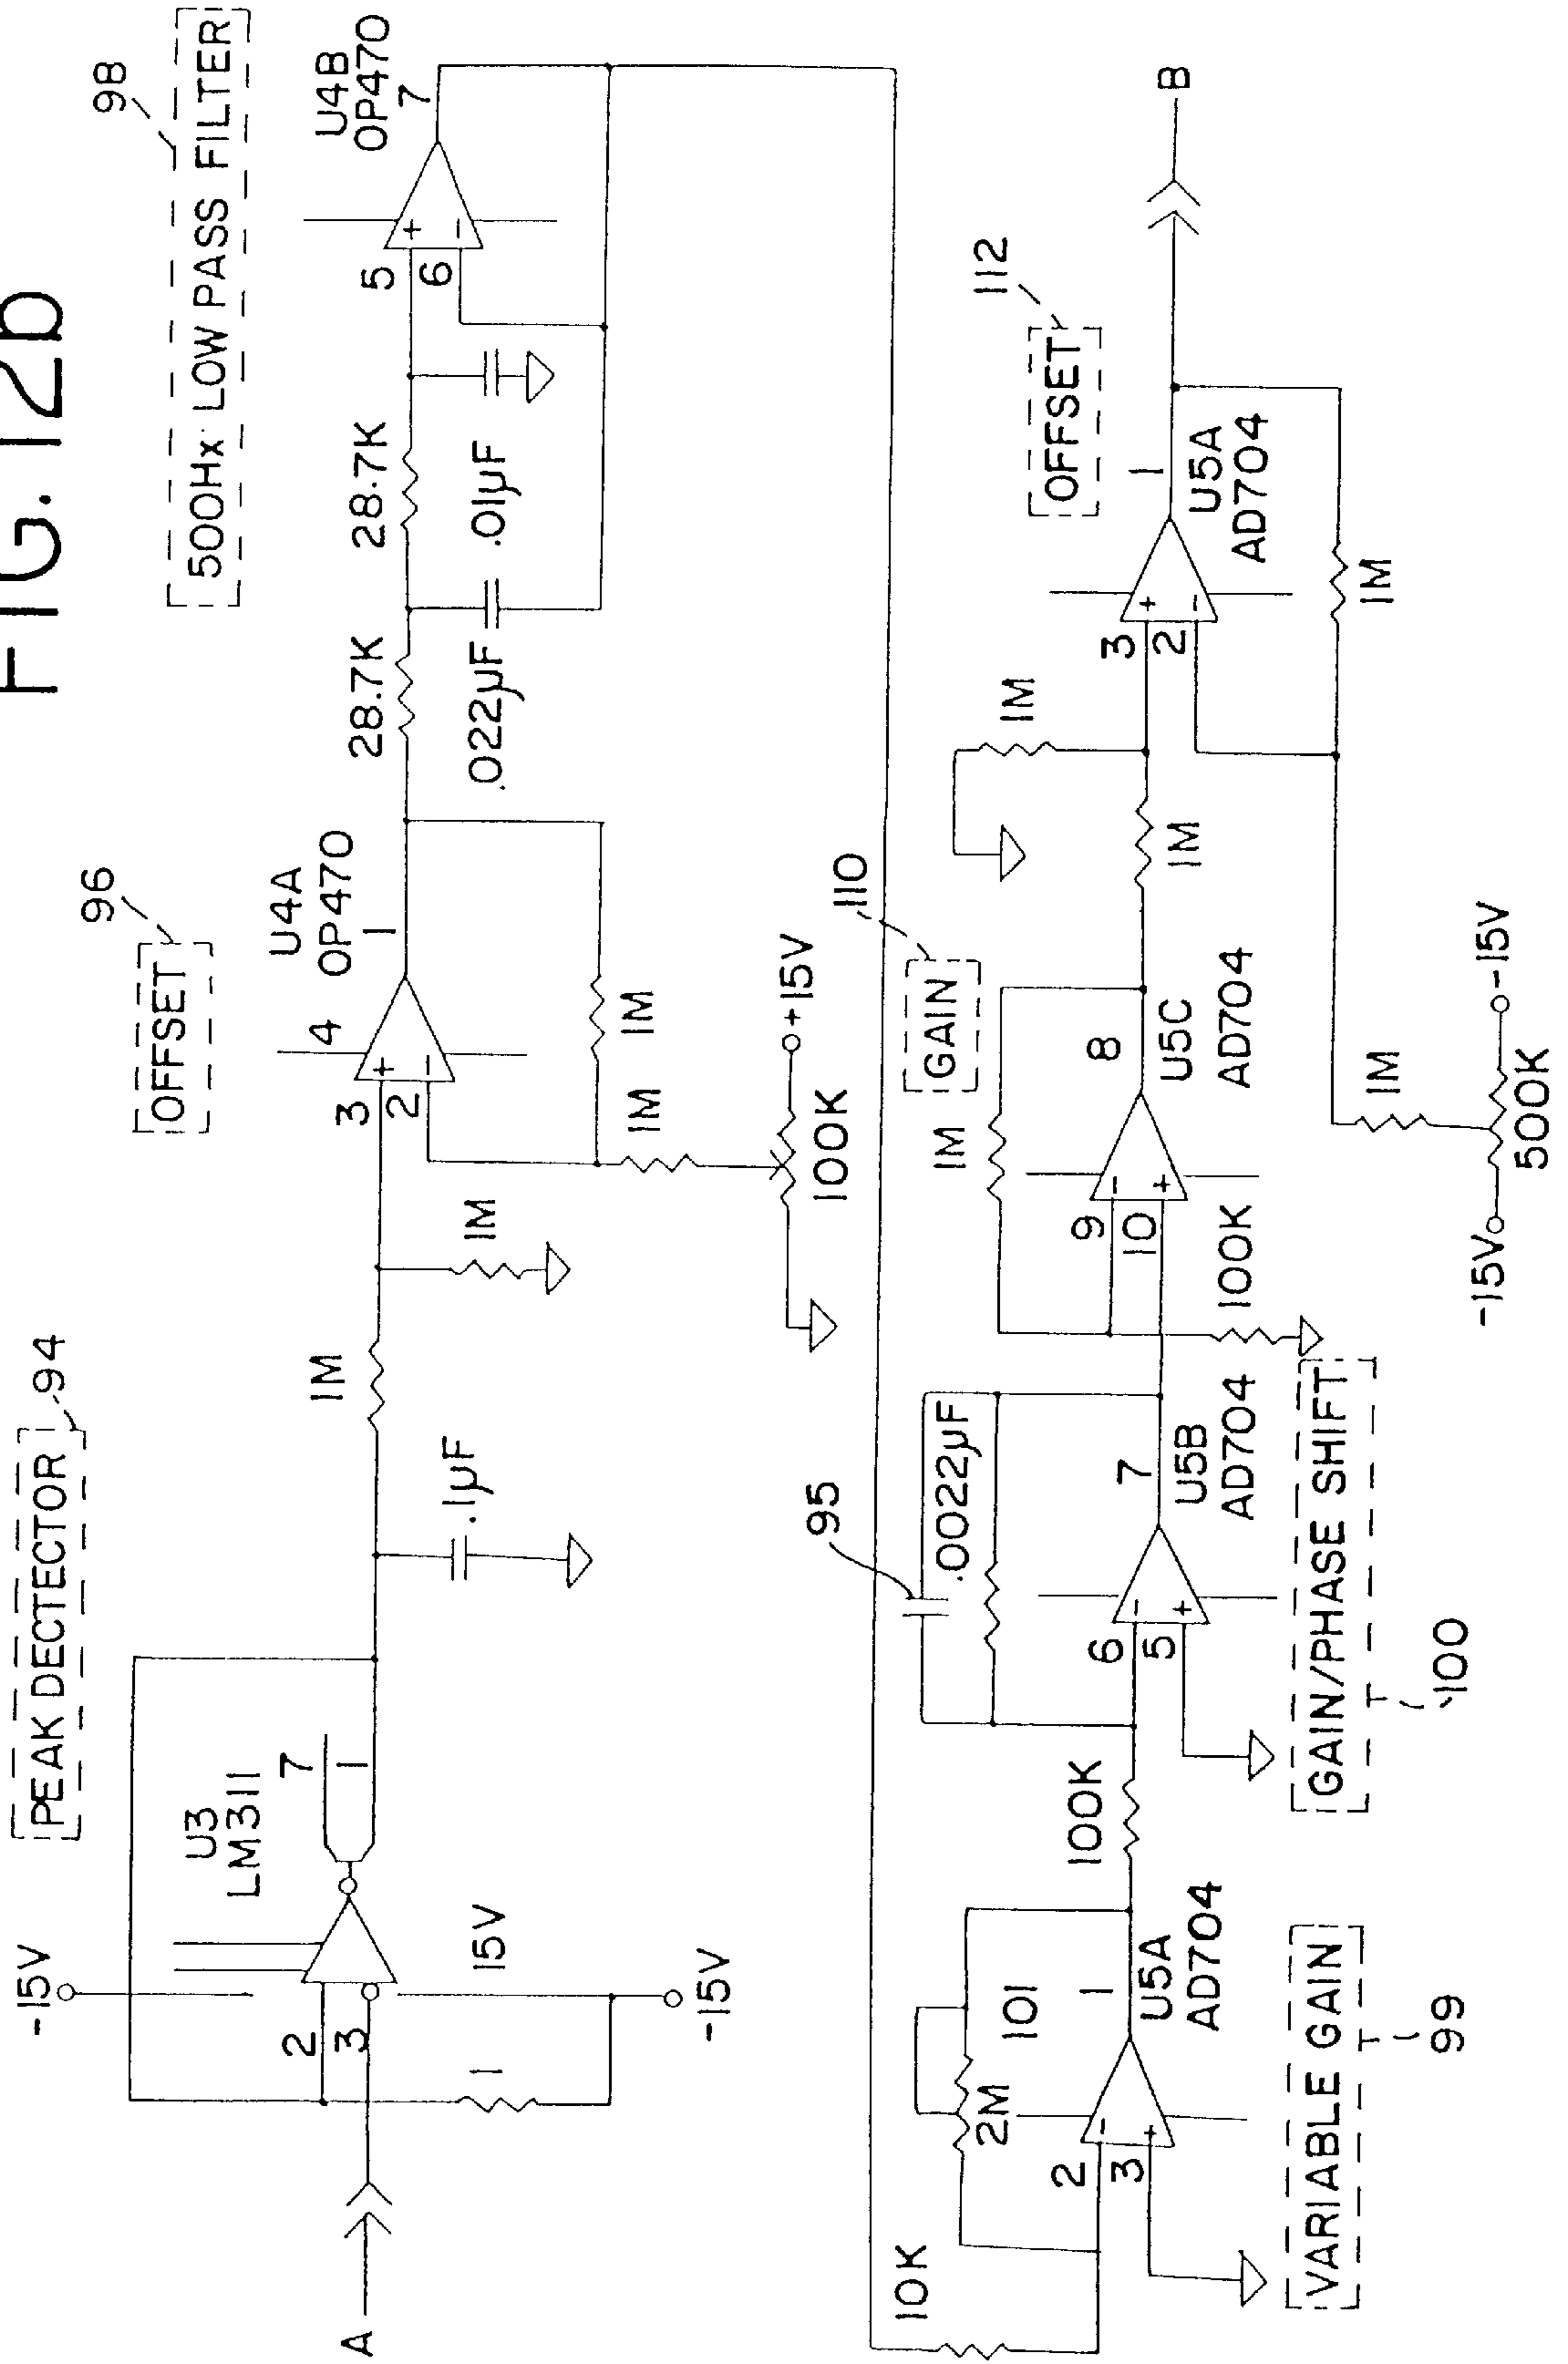 FIG. 12b
PEAK DECTECTOR
94
-15V
U3
LM311
2
3
7
1
15V
1
-15V
A
.1µF
1M
1M
OFFSET
96
U4A
OP470
3
2
4
1
1M
1M
+15V
100K
500Hx LOW PASS FILTER
98
28.7K
28.7K
.022µF
.01µF
U4B
OP470
5
6
7
10K
2M
101
2
3
1
U5A
AD704
VARIABLE GAIN
99
100K
95
.0022µF
6
5
7
U5B
AD704
GAIN/PHASE SHIFT
100
GAIN
110
1M
9
10
8
U5C
AD704
100K
1M
1M
OFFSET
112
3
2
1
U5A
AD704
1M
1M
-15V
-15V
500K
B